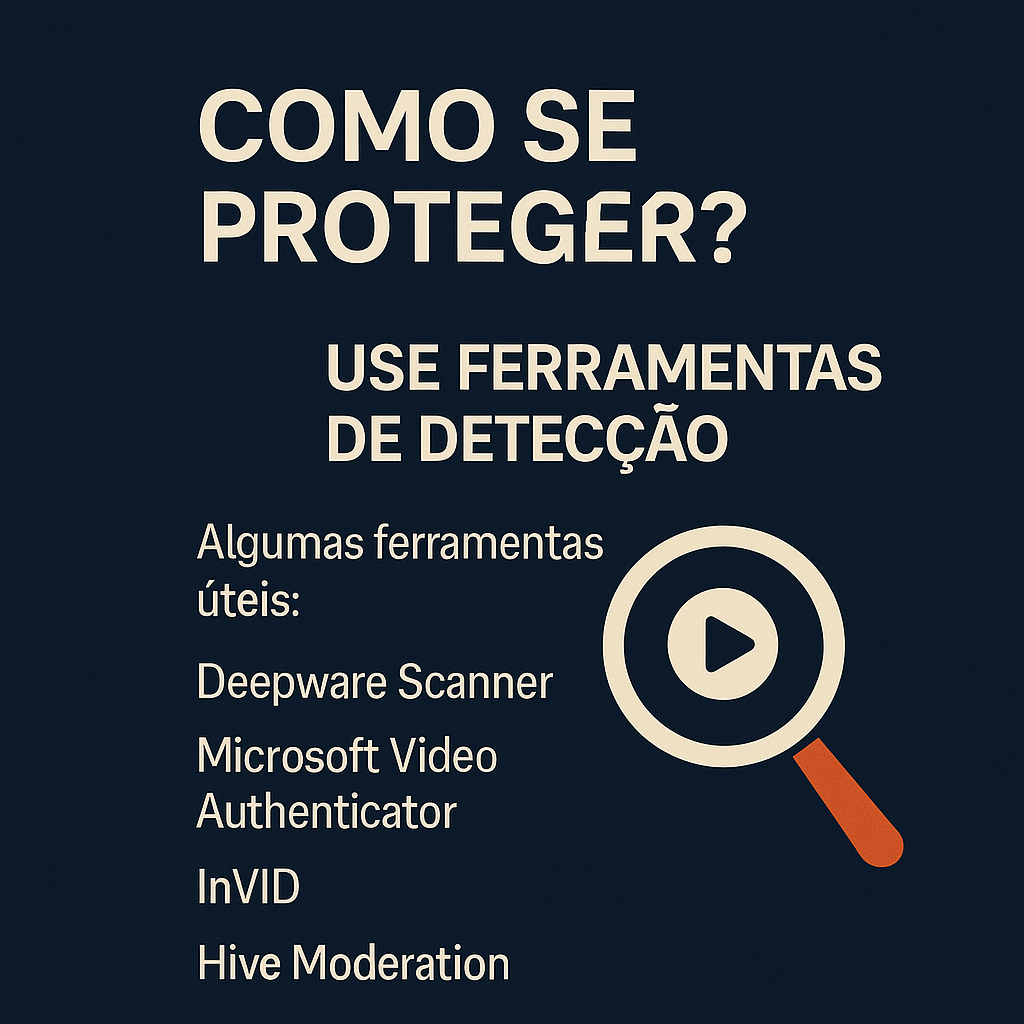 COMO SE
PROTEGER?
USE FERRAMENTAS
DE DETECÇÃO
Algumas ferramentas
úteis:
Deepware Scanner
Microsoft Video
Authenticator
InVID
Hive Moderation